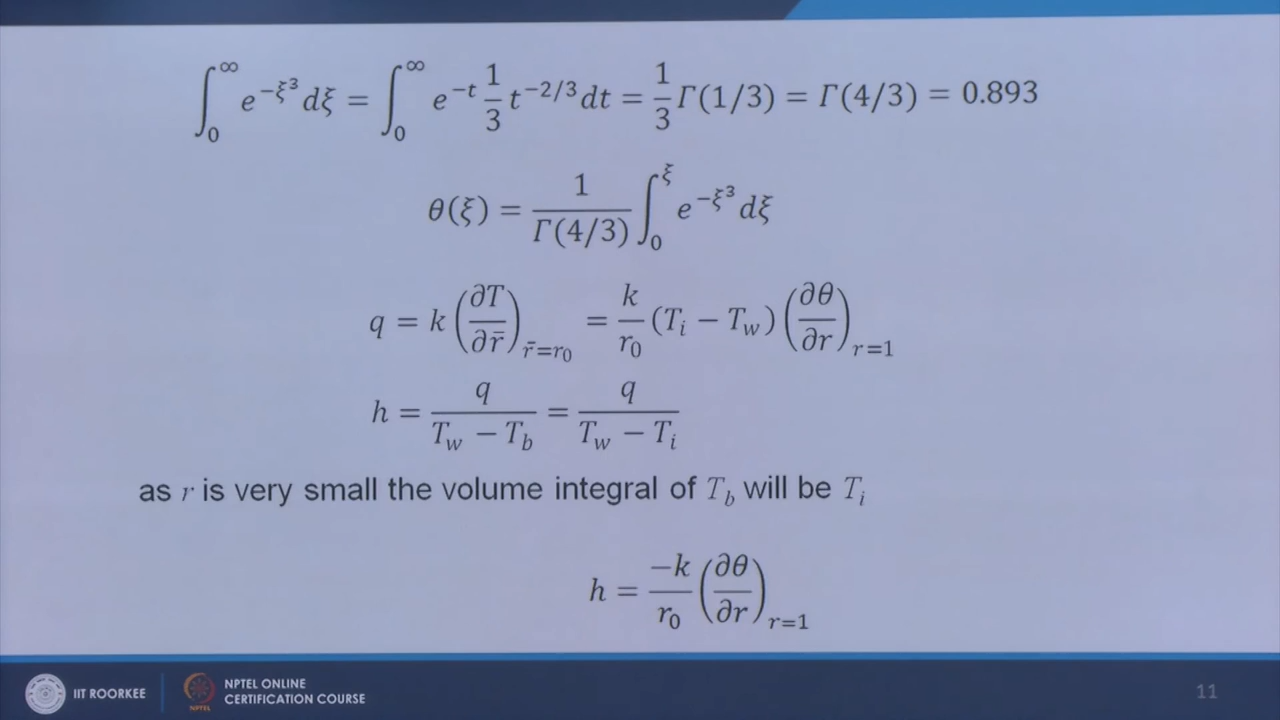 ∫₀^∞ e^{−ξ³} dξ = ∫₀^∞ e^{−t} (1/3) t^{−2/3} dt = (1/3) Γ(1/3) = Γ(4/3) = 0.893
θ(ξ) = (1/Γ(4/3)) ∫₀^ξ e^{−ξ³} dξ
q = k (∂T/∂r̄)_{r̄=r₀} = (k/r₀) (T_i − T_w) (∂θ/∂r)_{r=1}
h = q/(T_w − T_b) = q/(T_w − T_i)
as r is very small the volume integral of T_b will be T_i
h = (−k/r₀) (∂θ/∂r)_{r=1}
IIT ROORKEE
NPTEL ONLINE
CERTIFICATION COURSE
NPTEL
11